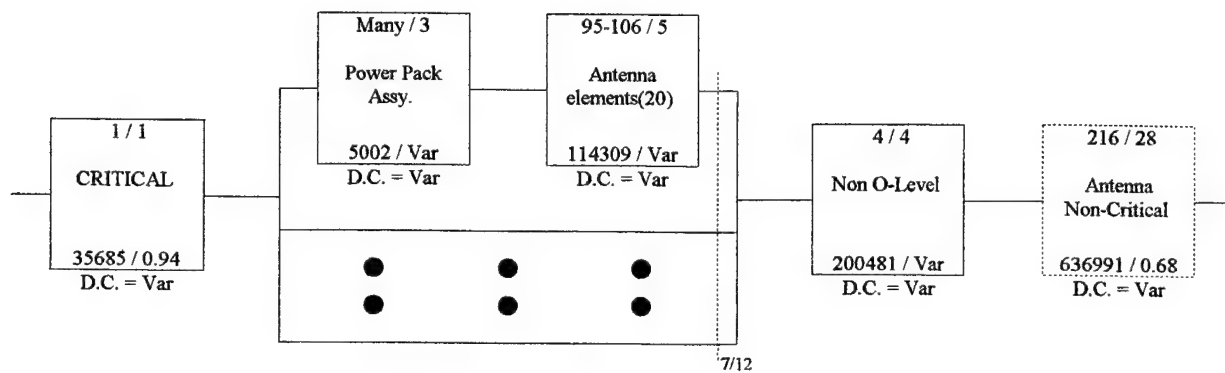 Many / 3
Power Pack
Assy.
5002 / Var
D.C. = Var
95-106 / 5
Antenna
elements(20)
114309 / Var
D.C. = Var
1 / 1
CRITICAL
35685 / 0.94
D.C. = Var
4 / 4
Non O-Level
200481 / Var
D.C. = Var
216 / 28
Antenna
Non-Critical
636991 / 0.68
D.C. = Var
7/12